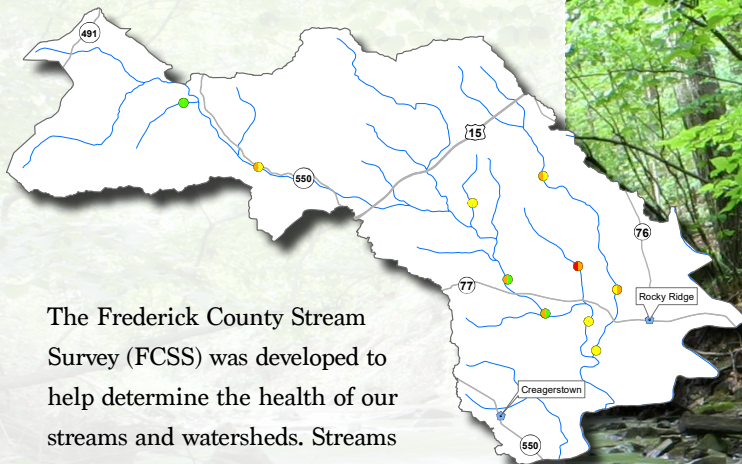 491
15
550
76
77
Rocky Ridge
Creagerstown
550
The Frederick County Stream
Survey (FCSS) was developed to
help determine the health of our
streams and watersheds. Streams